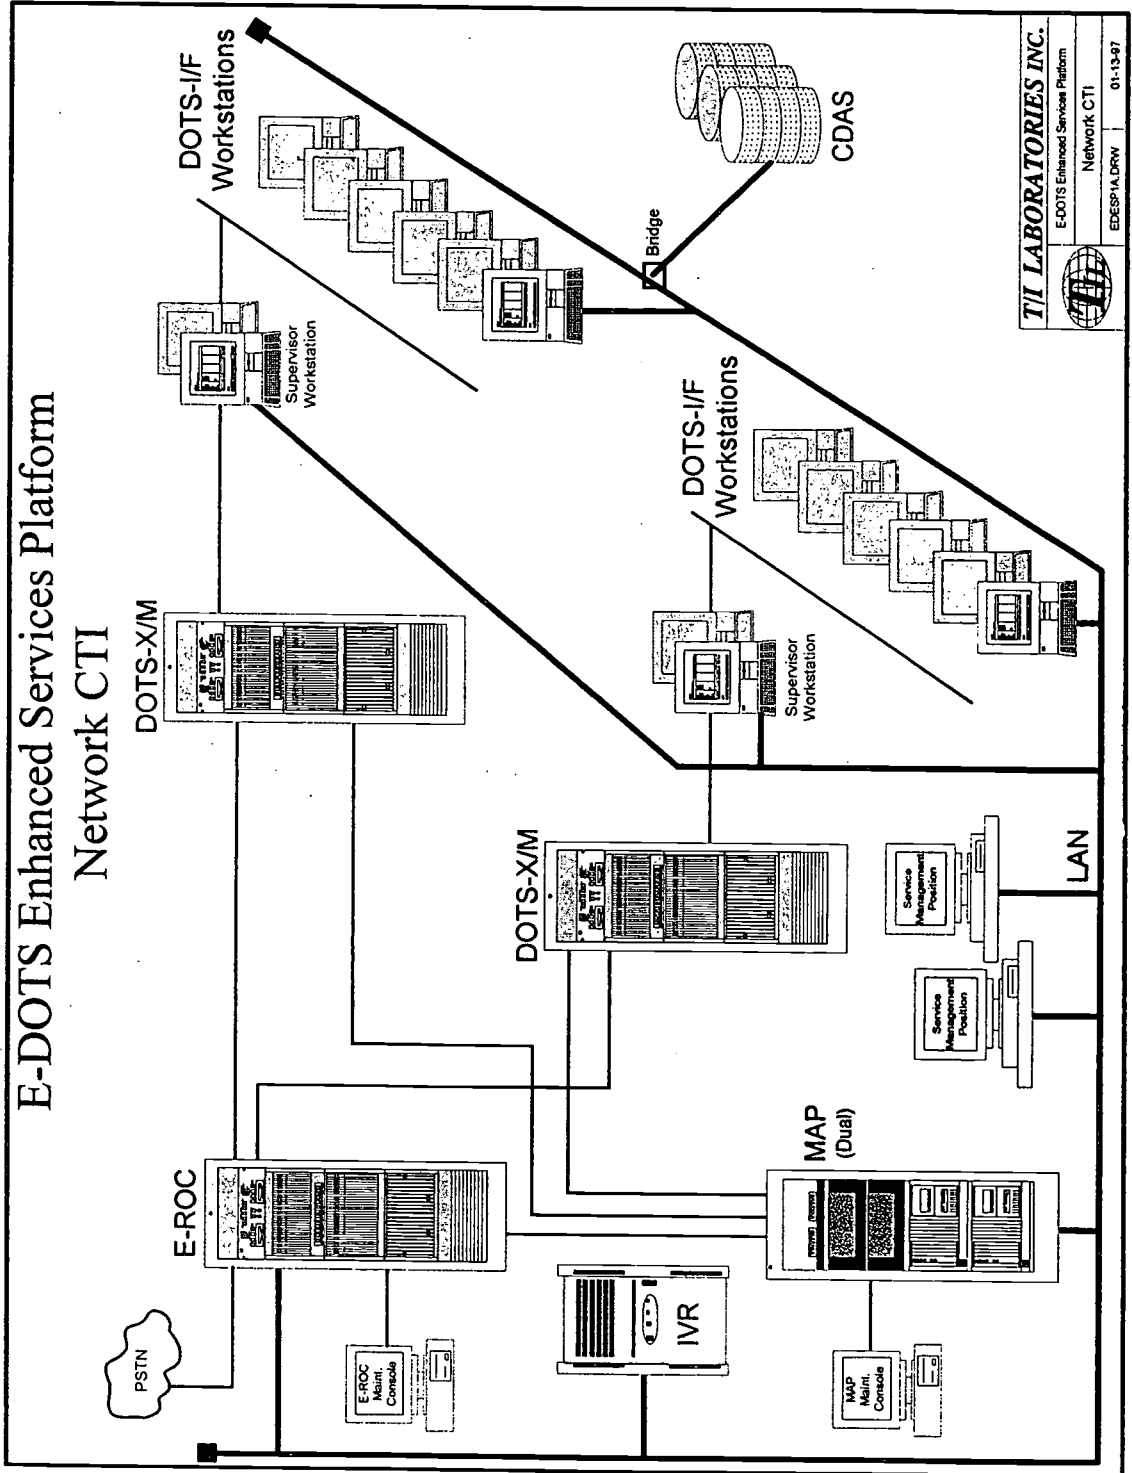 E-DOTS Enhanced Services Platform
Network CTI
PSTN
E-ROC
DOTS-X/M
Supervisor
Workstation
DOTS-I/F
Workstations
E-ROC
Maint.
Console
DOTS-X/M
Supervisor
Workstation
DOTS-I/F
Workstations
Bridge
CDAS
IVR
MAP
(Dual)
MAP
Maint.
Console
Service
Management
Position
Service
Management
Position
LAN
T/I LABORATORIES INC.
TIL
E-DOTS Enhanced Services Platform
Network CTI
EDESP1A.DRW
01-13-97